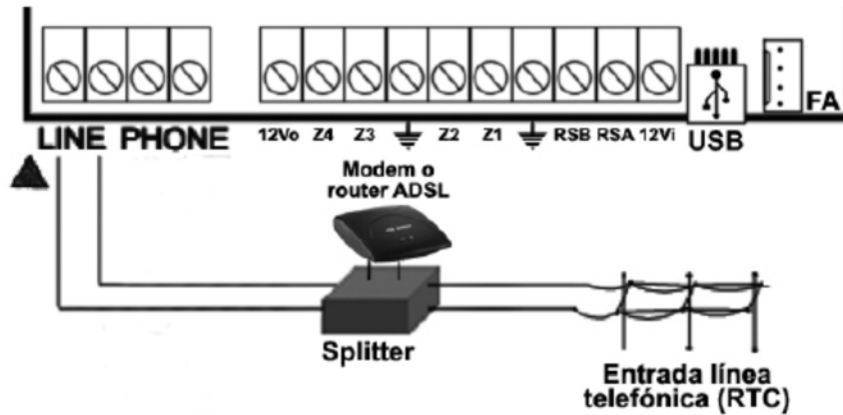 FA
LINE PHONE 12Vo Z4 Z3 Z2 Z1 RSB RSA 12Vi USB
Modem o
router ADSL
Splitter
Entrada línea
telefónica (RTC)